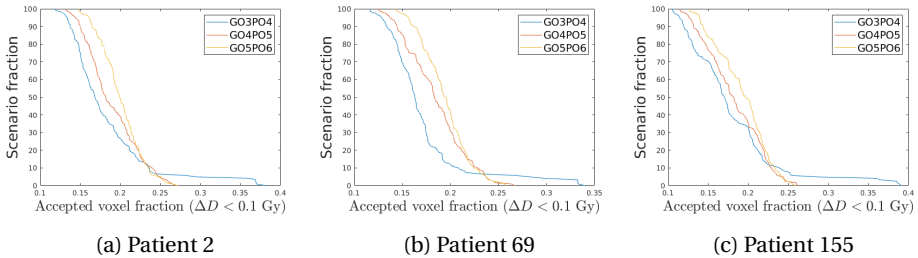 Scenario fraction
100
90
80
70
60
50
40
30
20
10
0
GO3PO4
GO4PO5
GO5PO6
0.1 0.15 0.2 0.25 0.3 0.35 0.4
Accepted voxel fraction (ΔD < 0.1 Gy)
(a) Patient 2
Scenario fraction
100
90
80
70
60
50
40
30
20
10
0
GO3PO4
GO4PO5
GO5PO6
0.1 0.15 0.2 0.25 0.3 0.35
Accepted voxel fraction (ΔD < 0.1 Gy)
(b) Patient 69
Scenario fraction
100
90
80
70
60
50
40
30
20
10
0
GO3PO4
GO4PO5
GO5PO6
0.1 0.15 0.2 0.25 0.3 0.35 0.4
Accepted voxel fraction (ΔD < 0.1 Gy)
(c) Patient 155